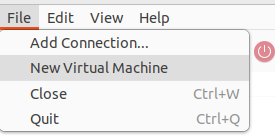 File Edit View Help
Add Connection...
New Virtual Machine
Close Ctrl+W
Quit Ctrl+Q